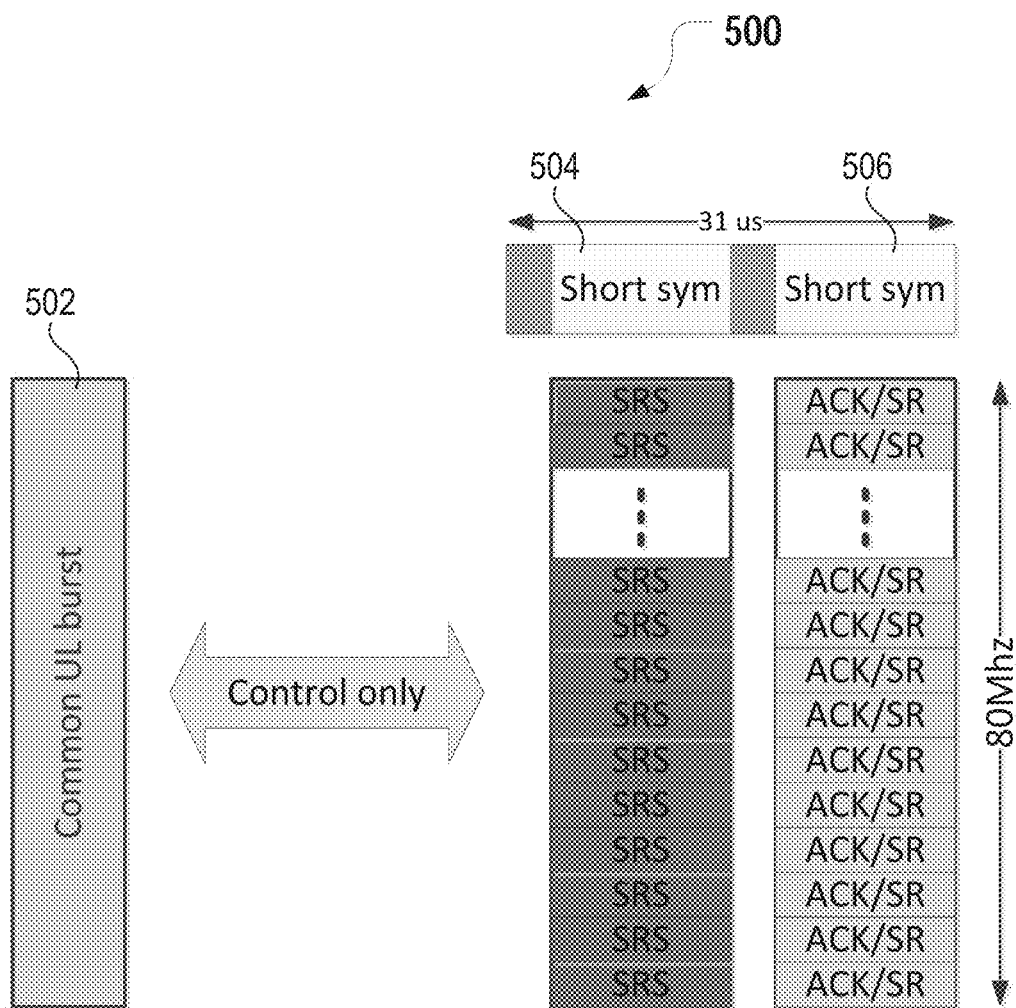 500
504
506
31 us
Short sym
Short sym
502
SRS
ACK/SR
SRS
ACK/SR
SRS
ACK/SR
SRS
ACK/SR
SRS
ACK/SR
SRS
ACK/SR
SRS
ACK/SR
SRS
ACK/SR
SRS
ACK/SR
SRS
ACK/SR
SRS
ACK/SR
SRS
ACK/SR
Common UL burst
Control only
80Mhz